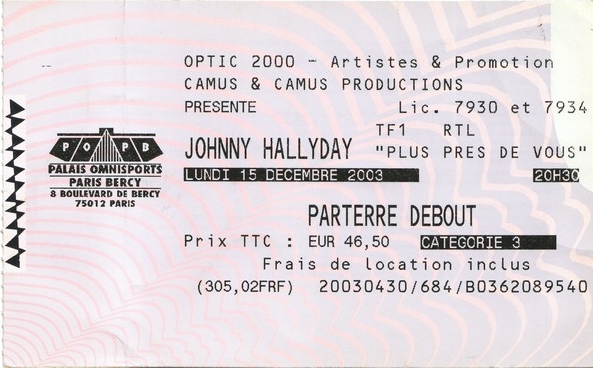 OPTIC 2000 - Artistes & Promotion
CAMUS & CAMUS PRODUCTIONS
PRESENTE Lic. 7930 et 7934
TF1 RTL
JOHNNY HALLYDAY "PLUS PRES DE VOUS"
LUNDI 15 DECEMBRE 2003 20H30
POPB
PALAIS OMNISPORTS
PARIS BERCY
8 BOULEVARD DE BERCY
75012 PARIS
PARTERRE DEBOUT
Prix TTC : EUR 46,50 CATEGORIE 3
Frais de location inclus
(305,02FRF) 20030430/684/B0362089540